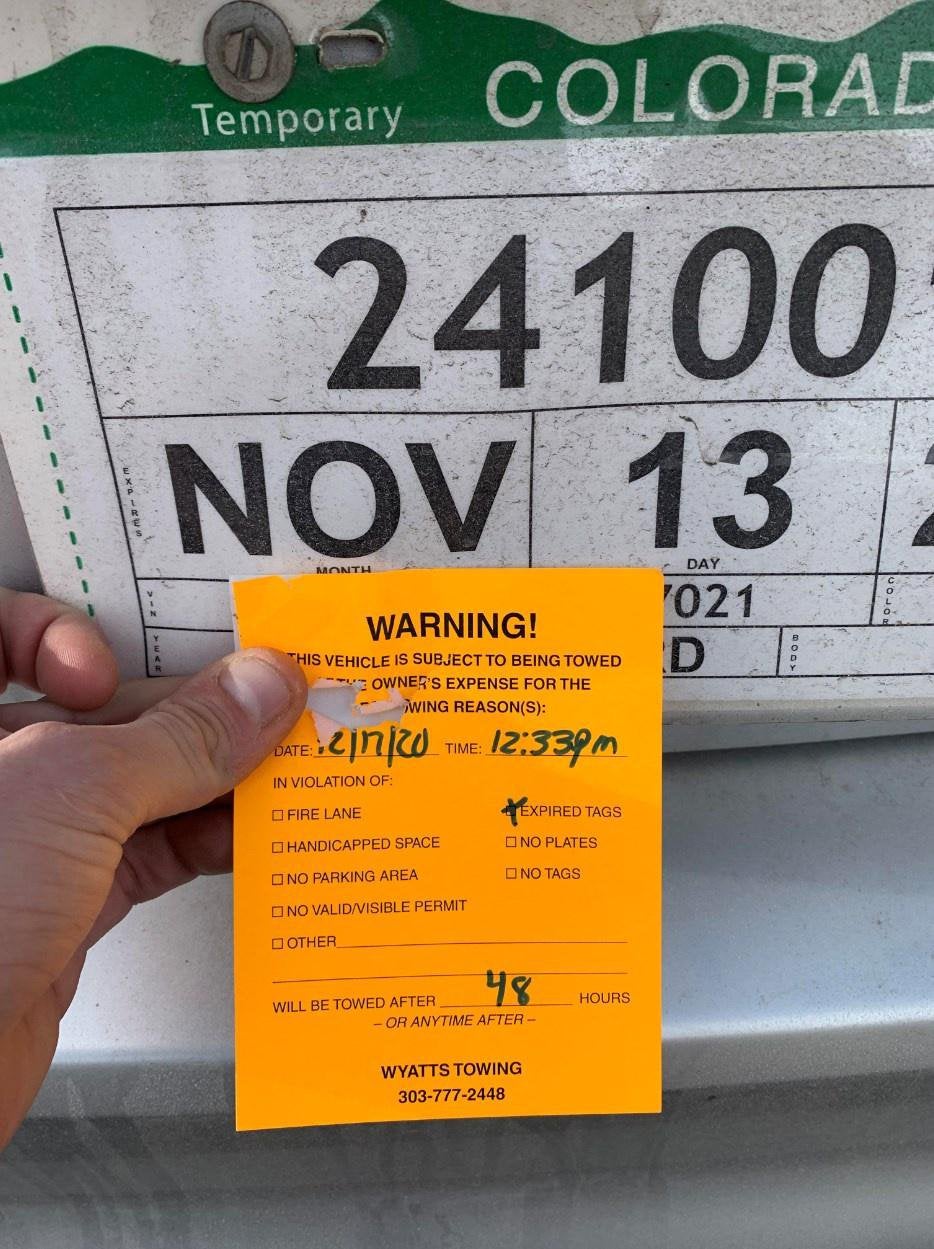 Temporary COLORAD
24100
EXPIRES NOV 13
MONTH DAY
VIN 7021 COLOR
YEAR RD BODY
WARNING!
THIS VEHICLE IS SUBJECT TO BEING TOWED
THE OWNER'S EXPENSE FOR THE
WING REASON(S):
DATE: 12/17/20 TIME: 12:33pm
IN VIOLATION OF:
FIRE LANE EXPIRED TAGS
HANDICAPPED SPACE NO PLATES
NO PARKING AREA NO TAGS
NO VALID/VISIBLE PERMIT
OTHER
WILL BE TOWED AFTER 48 HOURS
– OR ANYTIME AFTER –
WYATTS TOWING
303-777-2448